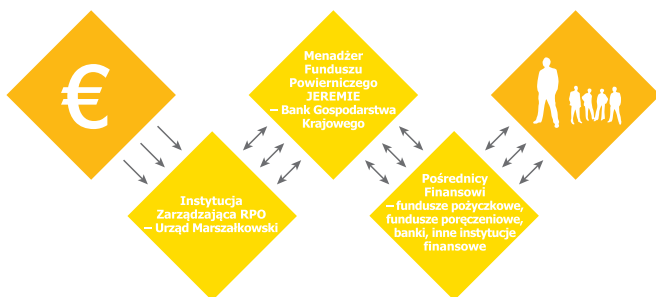 €
Instytucja
Zarządzająca RPO
– Urząd Marszałkowski
Menadżer
Funduszu
Powierniczego
JEREMIE
– Bank Gospodarstwa
Krajowego
Pośrednicy
Finansowi
– fundusze pożyczkowe,
fundusze poręczeniowe,
banki, inne instytucje
finansowe